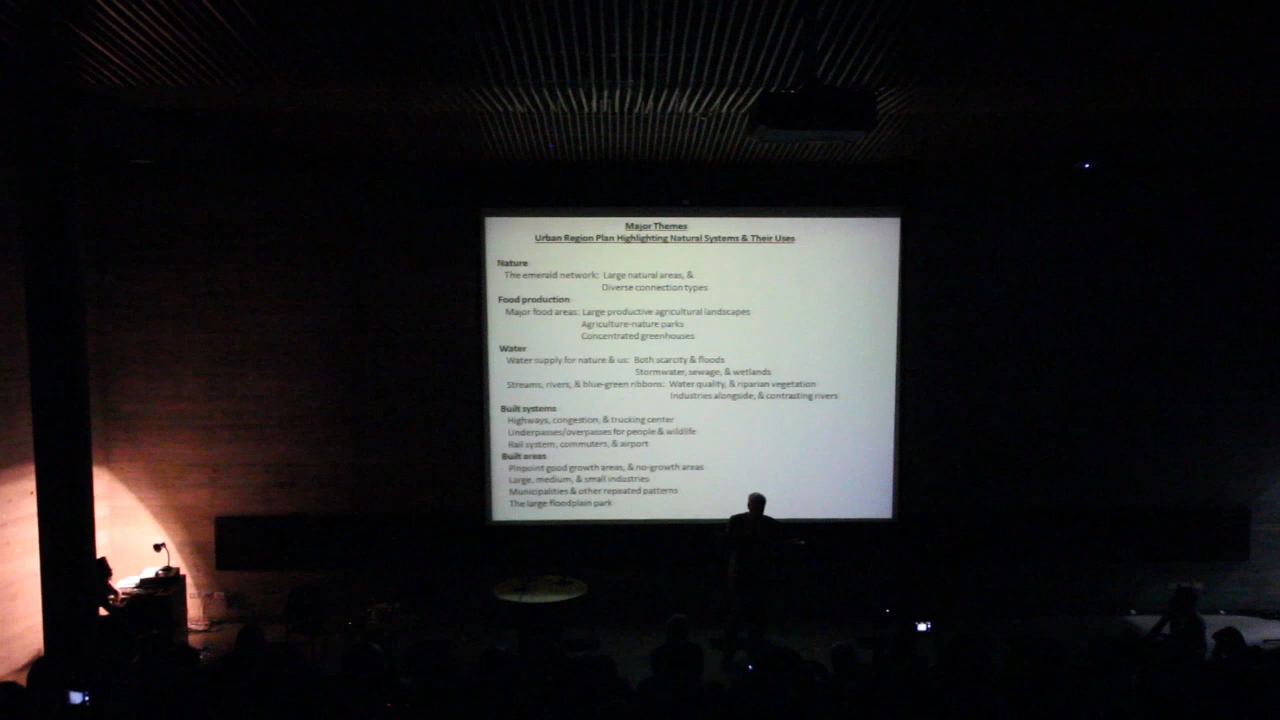 Major Themes
Urban Region Plan Highlighting Natural Systems & Their Uses
Nature
The emerald network: Large natural areas, &
Diverse connection types
Food production
Major food areas: Large productive agricultural landscapes
Agriculture-nature parks
Concentrated greenhouses
Water
Water supply for nature & us: Both scarcity & floods
Stormwater, sewage, & wetlands
Streams, rivers, & blue-green ribbons: Water quality, & riparian vegetation
Industries alongside, & contrasting rivers
Built systems
Highways, congestion, & trucking center
Underpasses/overpasses for people & wildlife
Rail system, commuters, & airport
Built areas
Pinpoint good growth areas, & no-growth areas
Large, medium, & small industries
Municipalities & other repeated patterns
The large floodplain park